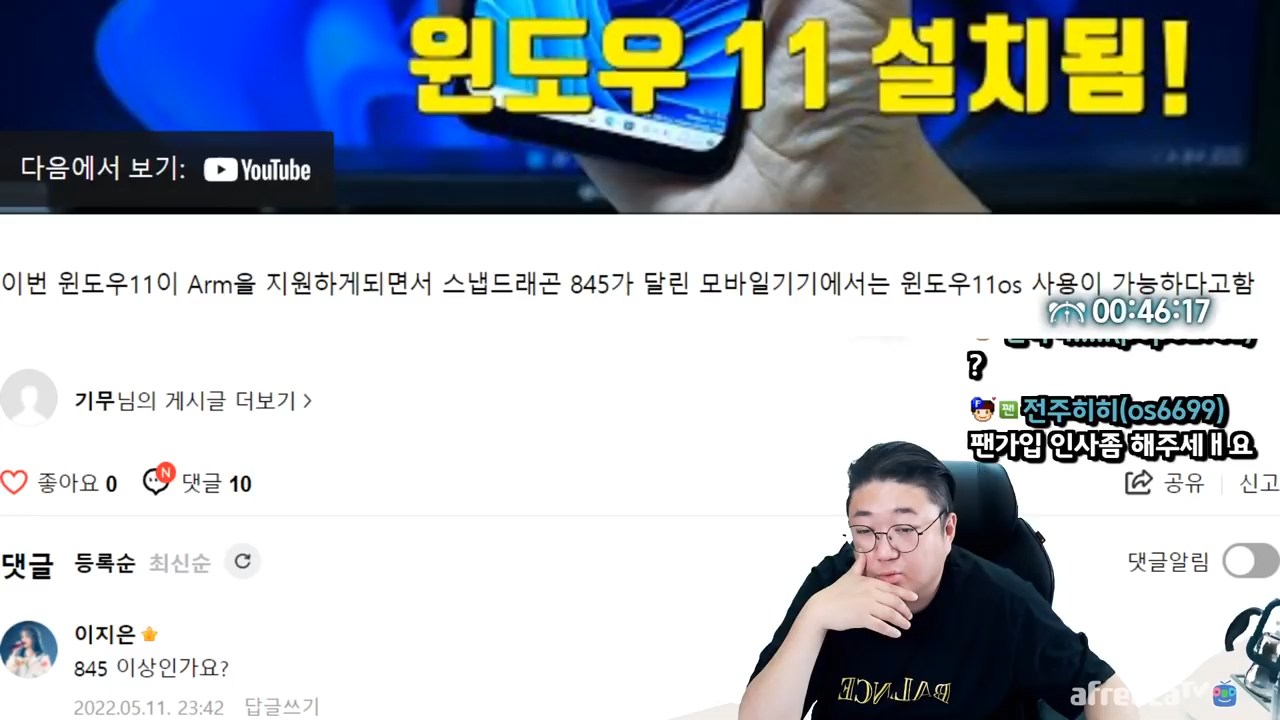 윈도우 11 설치됨!
다음에서 보기: YouTube
이번 윈도우11이 Arm을 지원하게되면서 스냅드래곤 845가 달린 모바일기기에서는 윈도우11os 사용이 가능하다고함
00:46:17
?
기무님의 게시글 더보기
팬 전주히히(os6699)
팬가입 인사좀 해주세ㅐ요
좋아요 0 N 댓글 10
공유 신고
댓글 등록순 최신순
댓글알림
이지은
845 이상인가요?
2022.05.11. 23:42 답글쓰기
BALANCE
afreecaTV